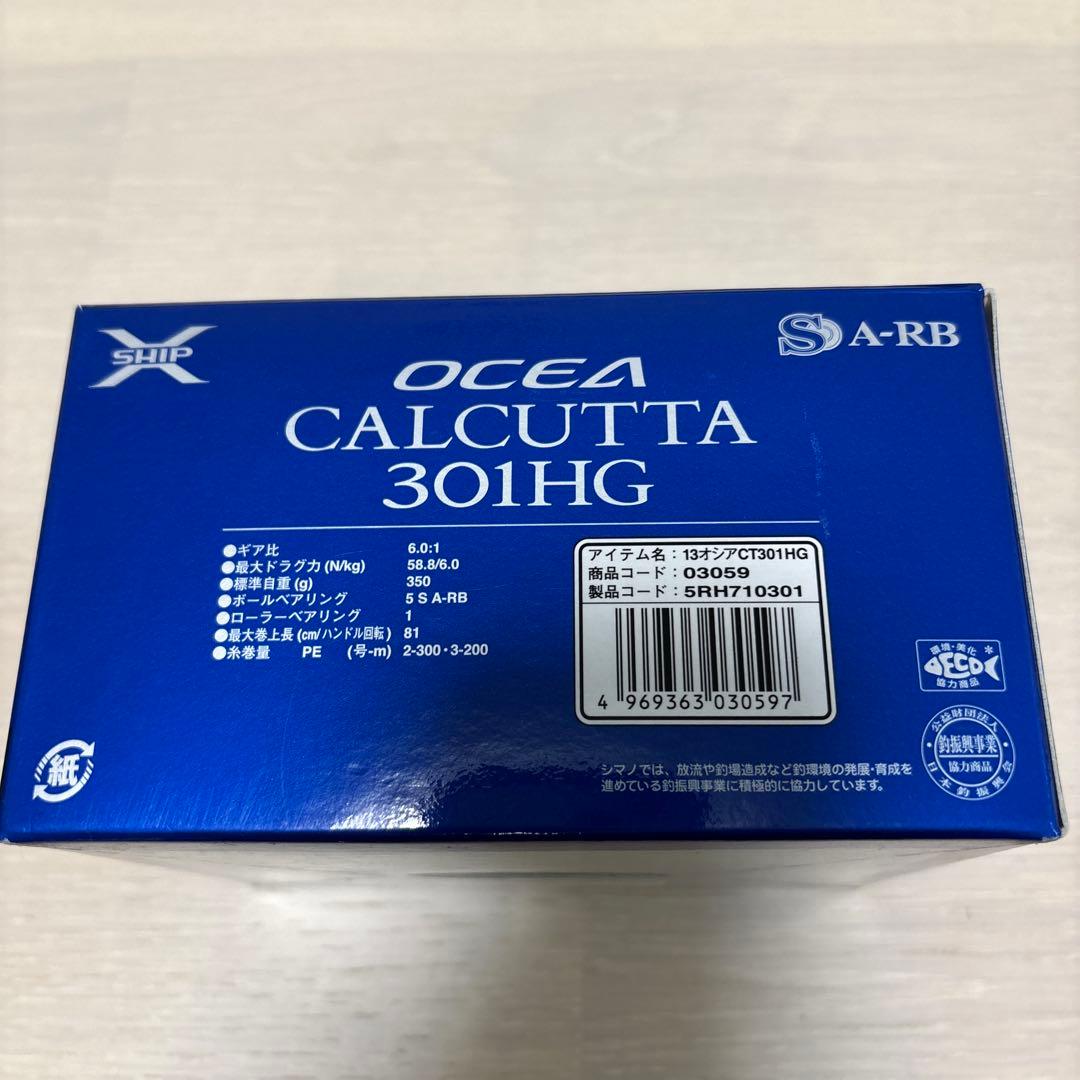 X SHIP
S A-RB
OCEA
CALCUTTA
301HG
●ギア比 6.0:1
●最大ドラグ力(N/kg) 58.8/6.0
●標準自重(g) 350
●ボールベアリング 5 S A-RB
●ローラーベアリング 1
●最大巻上長(cm/ハンドル回転) 81
●糸巻量 PE (号-m) 2-300・3-200
アイテム名：13オシアCT301HG
商品コード：03059
製品コード：5RH710301
4 969363 030597
環境・美化
ECO
協力商品
紙
公益財団法人
釣振興事業
協力商品
日本釣振興会
シマノでは、放流や釣場造成など釣環境の発展・育成を
進めている釣振興事業に積極的に協力しています。